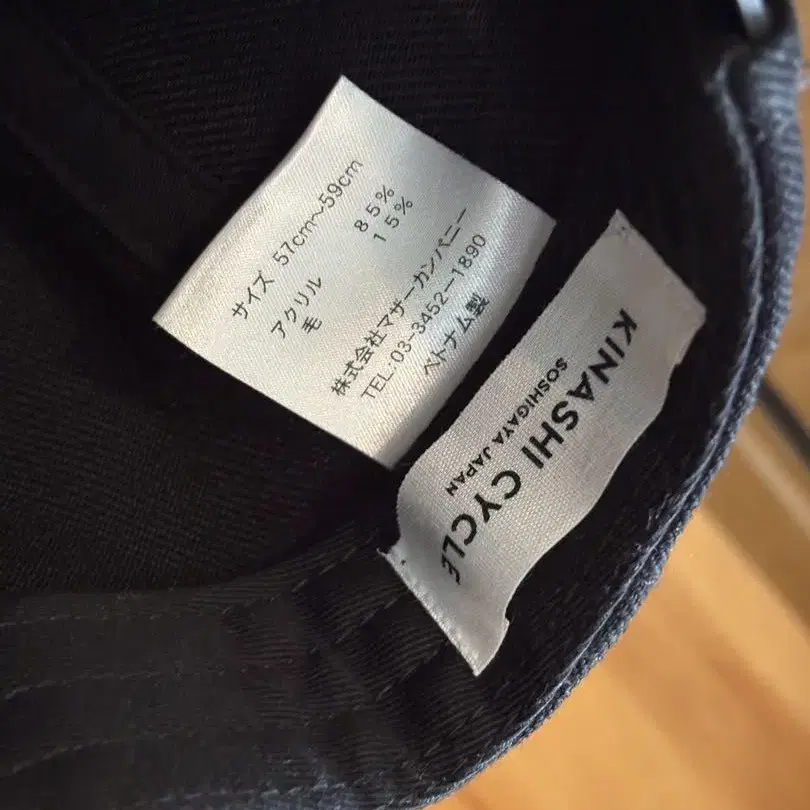 サイズ 57cm～59cm
アクリル 85%
毛 15%
株式会社マザーカンパニー
TEL.03-3452-1890
ベトナム製
KINASHI CYCLE
SOSHIGAYA JAPAN